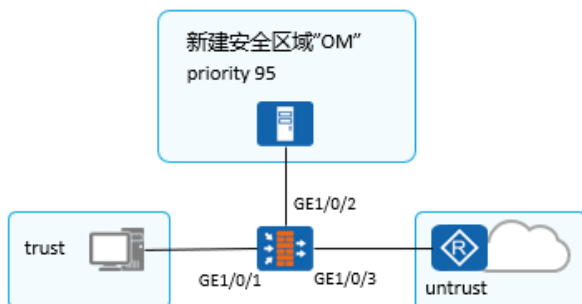 新建安全区域"OM"
priority 95
GE1/0/2
trust
GE1/0/1
GE1/0/3
R
untrust